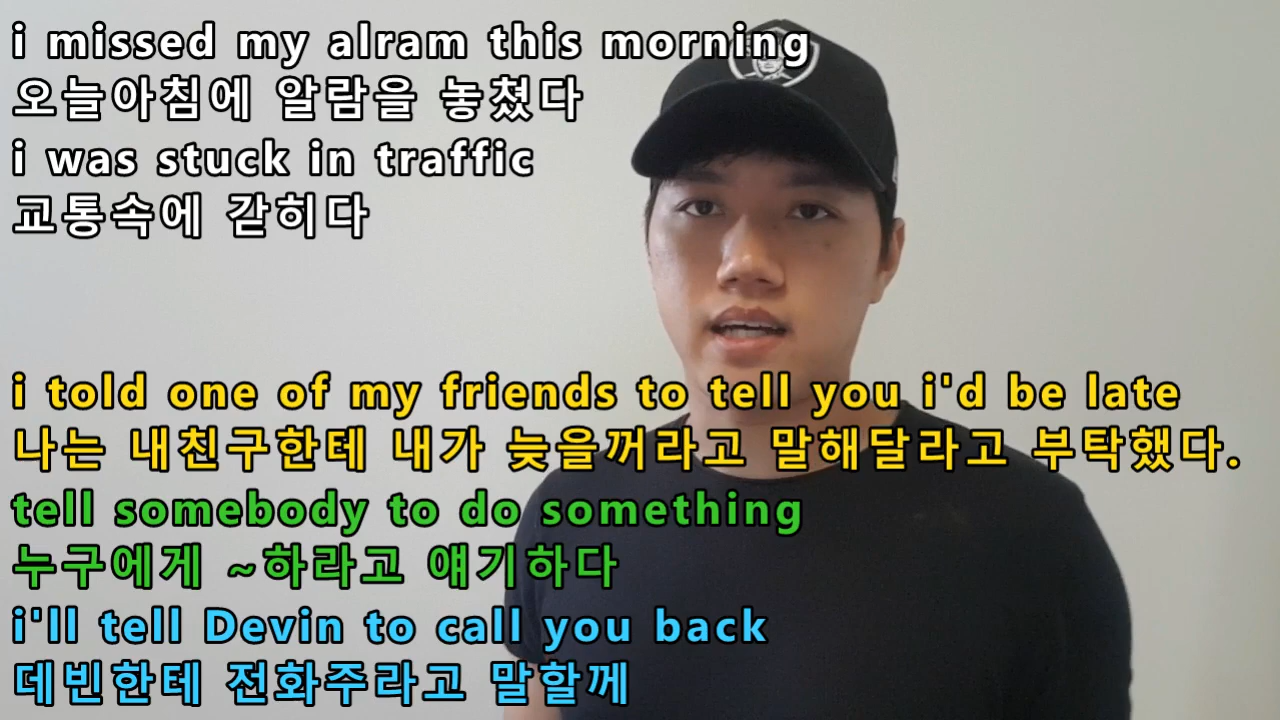 i missed my alram this morning
오늘아침에 알람을 놓쳤다
i was stuck in traffic
교통속에 갇히다
i told one of my friends to tell you i'd be late
나는 내친구한테 내가 늦을꺼라고 말해달라고 부탁했다.
tell somebody to do something
누구에게 ~하라고 얘기하다
i'll tell Devin to call you back
데빈한테 전화주라고 말할께